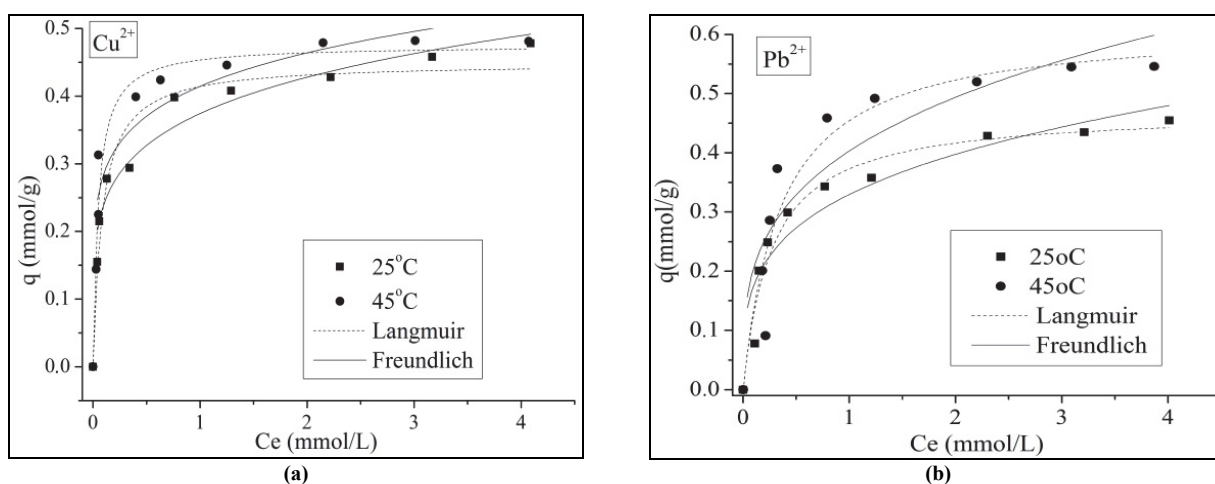 Cu2+
0.5
0.4
0.3
0.2
0.1
0.0
q (mmol/g)
25°C
45°C
Langmuir
Freundlich
0 1 2 3 4
Ce (mmol/L)
(a)
Pb2+
0.6
0.5
0.4
0.3
0.2
0.1
0.0
q(mmol/g)
25oC
45oC
Langmuir
Freundlich
0 1 2 3 4
Ce (mmol/L)
(b)